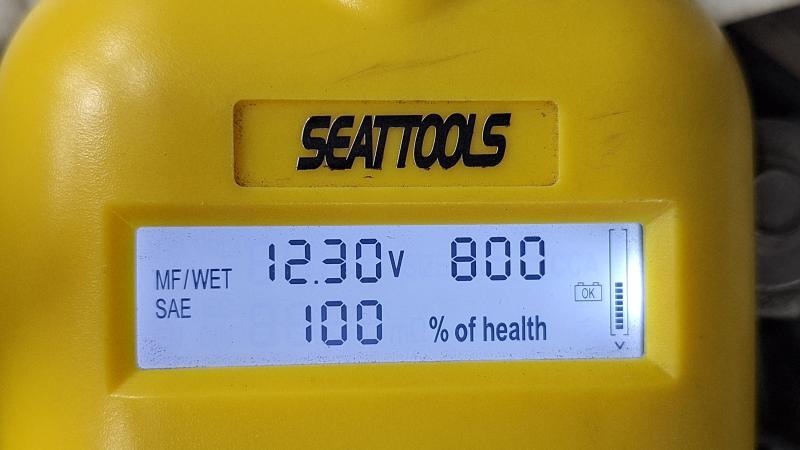 SEATTOOLS
MF/WET 12.30V 800
SAE 100 % of health
OK